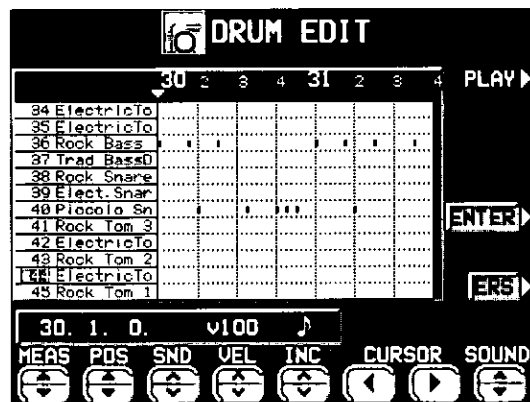 DRUM EDIT
30 2 3 4 31 2 3 4 PLAY
34 ElectricTo
35 ElectricTo
36 Rock Bass
37 Trad BassD
38 Rock Snare
39 Elect.Snar
40 Piccolo Sn
41 Rock Tom 3
ENTER
42 ElectricTo
43 Rock Tom 2
44 ElectricTo
45 Rock Tom 1
ERS
30. 1. 0. v100 ♪
MEAS POS SND VEL INC CURSOR SOUND